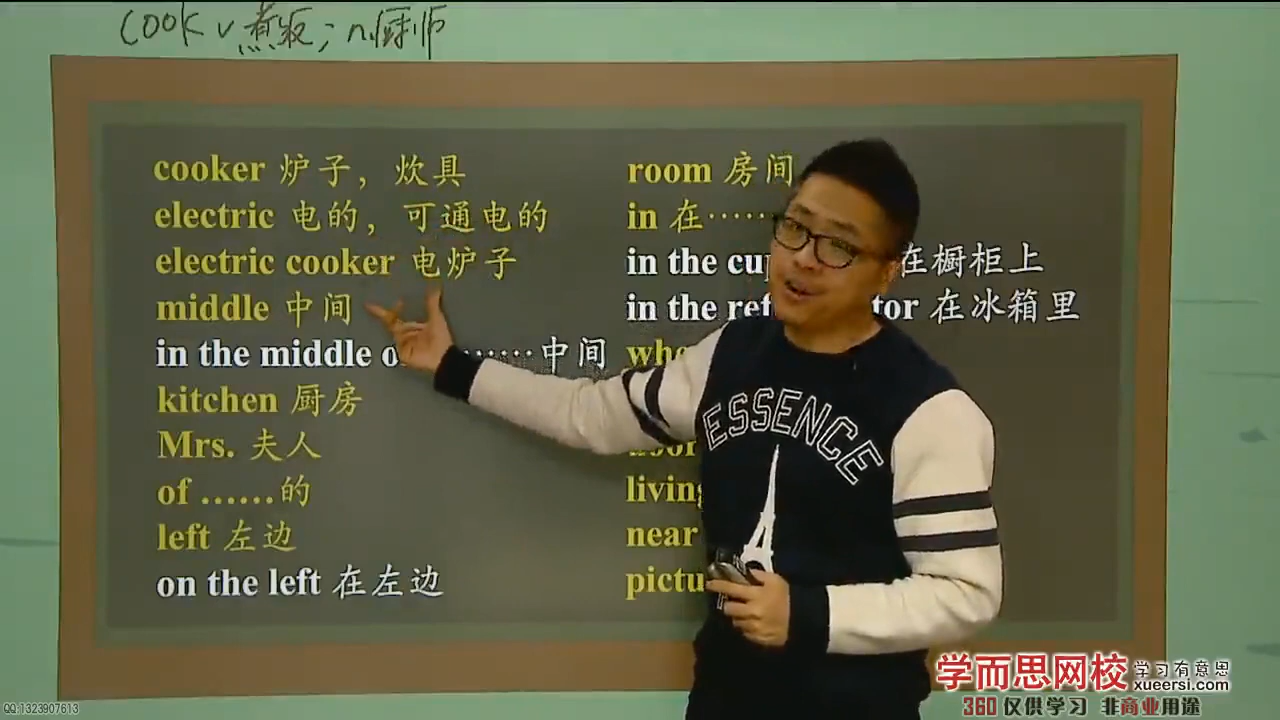 cook v 煮饭; n.厨师
cooker 炉子，炊具
electric 电的，可通电的
electric cooker 电炉子
middle 中间
in the middle o………中间
kitchen 厨房
Mrs. 夫人
of ……的
left 左边
on the left 在左边
room 房间
in 在……
in the cup 在橱柜上
in the ref tor 在冰箱里
living
near
pictu
ESSENCE
学而思网校 学习有意思
xueersi.com
360 仅供学习 非商业用途
QQ:1323907613